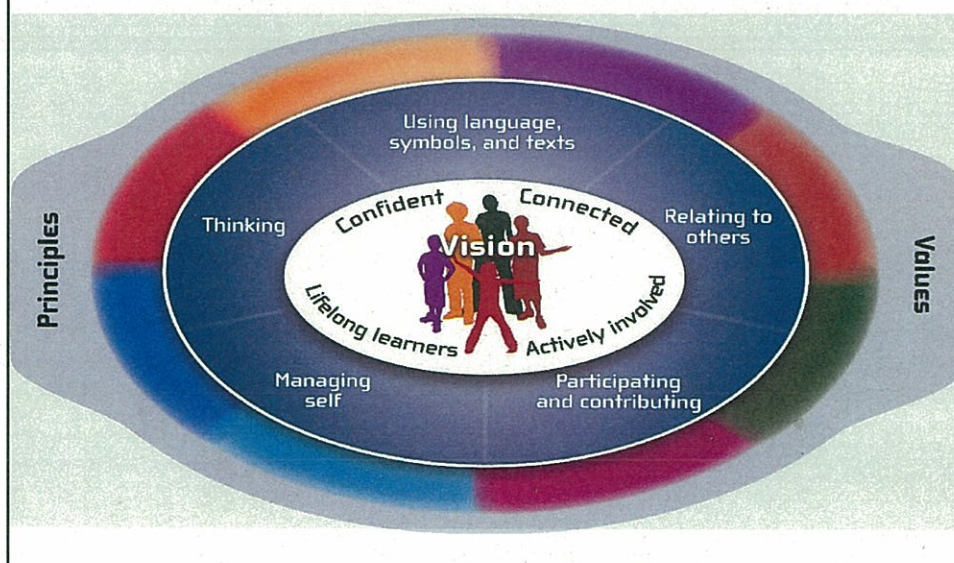 Principles
Values
Using language,
symbols, and texts
Thinking
Relating to
others
Managing
self
Participating
and contributing
Confident
Connected
Vision
Lifelong learners
Actively involved